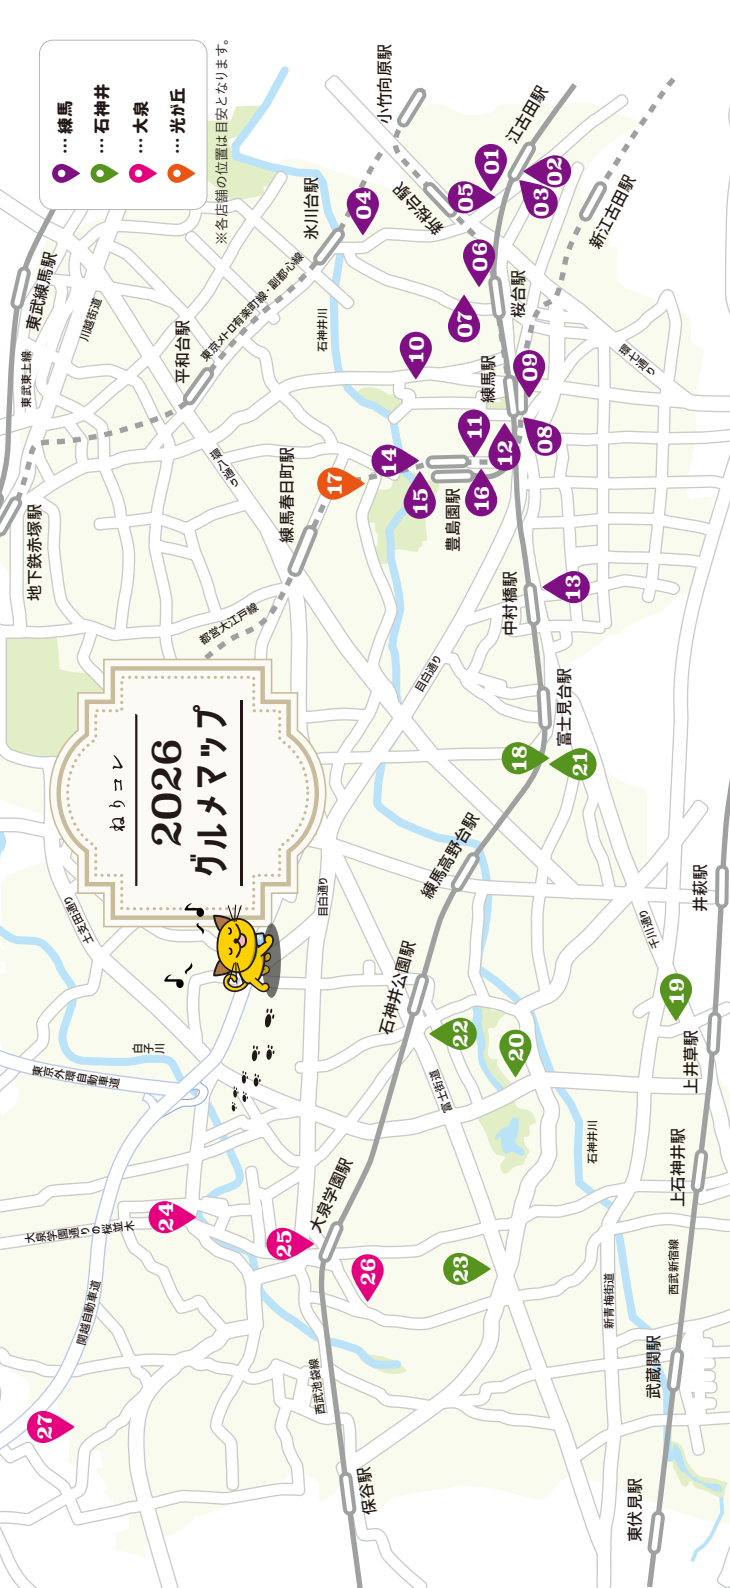 ねりコレ
2026
グルメマップ
… 練馬
… 石神井
… 大泉
… 光が丘
※各店舗の位置は目安となります。
東武練馬駅
東武東上線
川越街道
地下鉄赤塚駅
平和台駅
東京メトロ有楽町線・副都心線
氷川台駅
小竹向原駅
新桜台駅
江古田駅
新江古田駅
桜台駅
練馬駅
豊島園駅
練馬春日町駅
都営大江戸線
中村橋駅
富士見台駅
練馬高野台駅
石神井公園駅
大泉学園駅
保谷駅
西武池袋線
井荻駅
上井草駅
上石神井駅
武蔵関駅
東伏見駅
西武新宿線
石神井川
石神井川
白子川
環八通り
環七通り
目白通り
目白通り
土支田通り
千川通り
富士街道
新青梅街道
東京外環自動車道
関越自動車道
大泉学園通りの桜並木
01
02
03
04
05
06
07
08
09
10
11
12
13
14
15
16
17
18
19
20
21
22
23
24
25
26
27